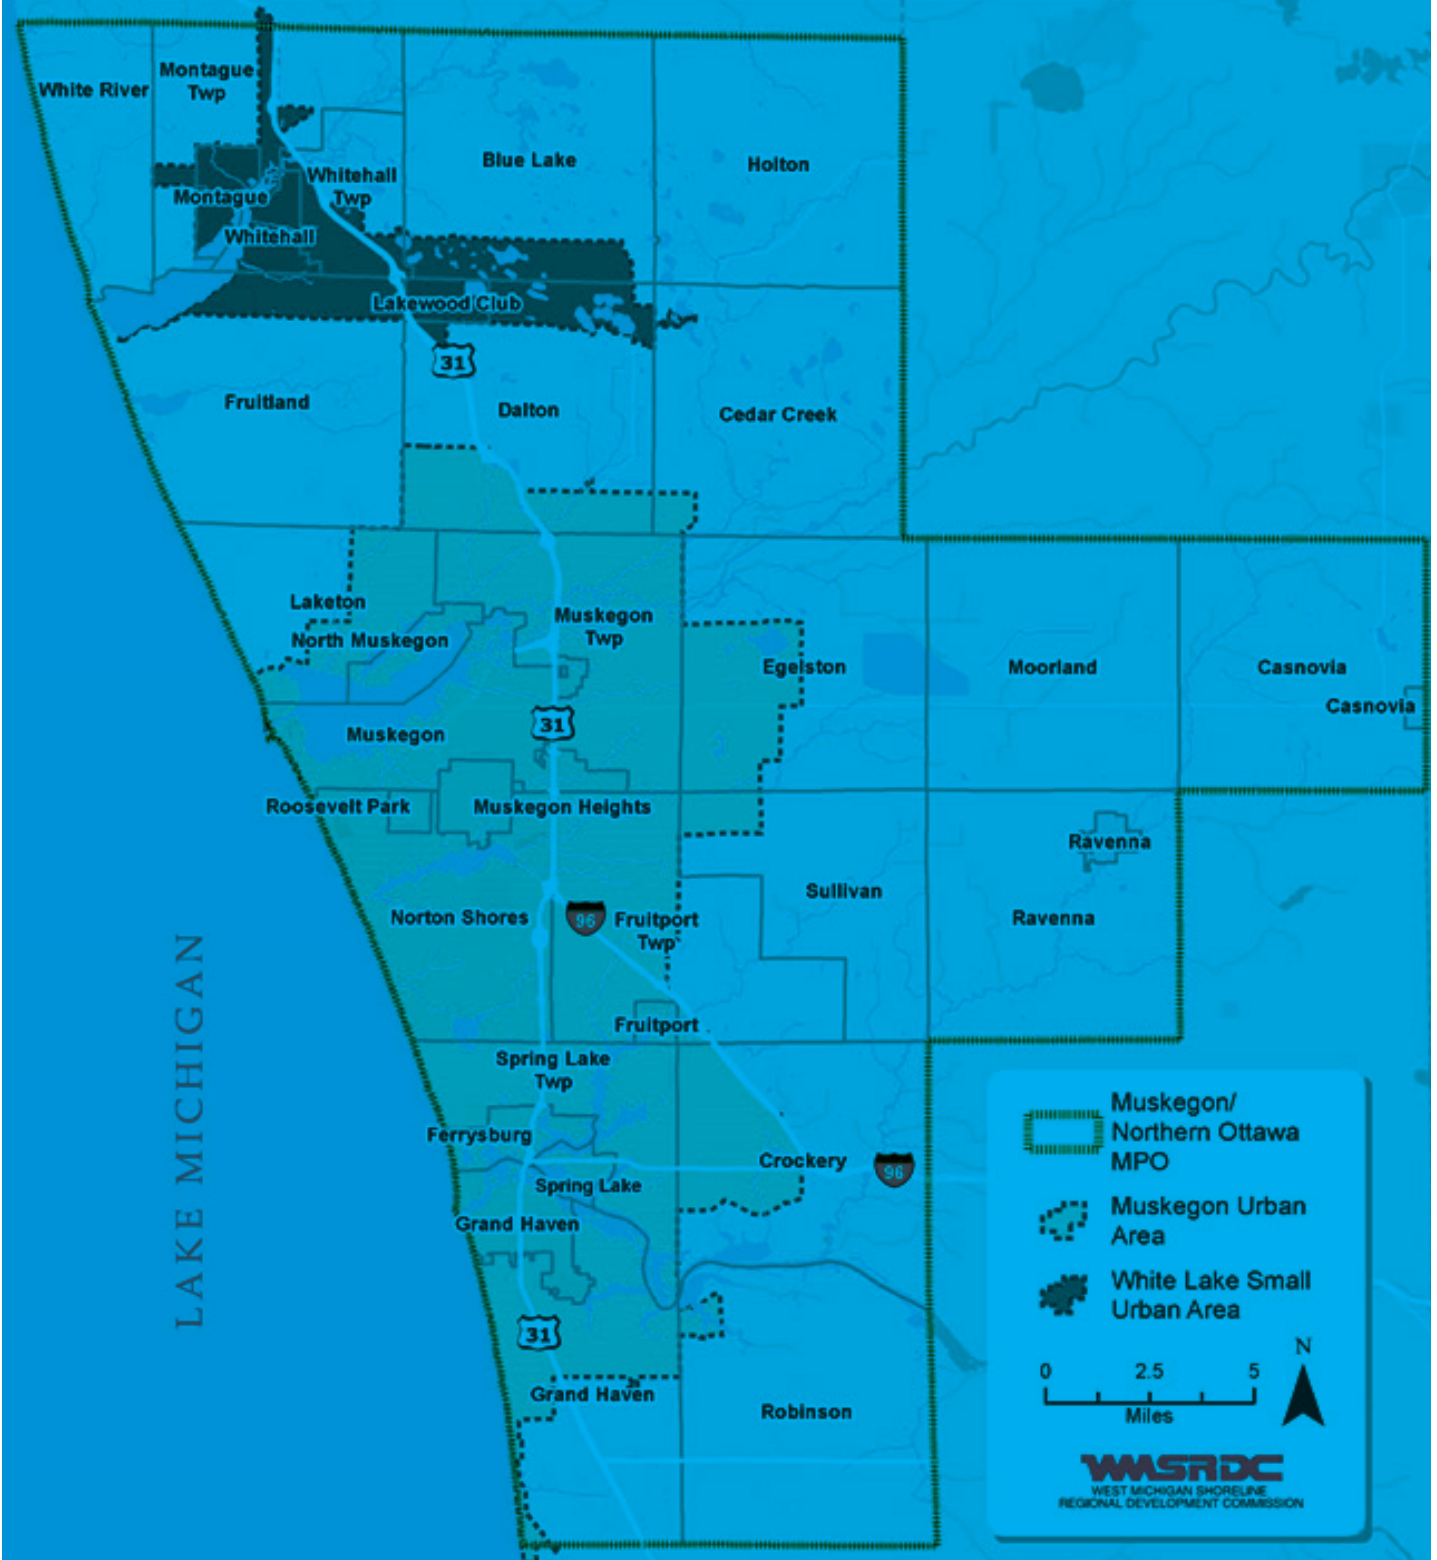 White River
Montague
Twp
Blue Lake
Holton
Whitehall
Twp
Montague
Whitehall
Lakewood Club
31
Fruitland
Dalton
Cedar Creek
Laketon
Muskegon
Twp
North Muskegon
Egelston
Moorland
Casnovia
Casnovia
31
Muskegon
Roosevelt Park
Muskegon Heights
Ravenna
Sullivan
Norton Shores
96
Fruitport
Twp
Ravenna
Fruitport
LAKE MICHIGAN
Spring Lake
Twp
Ferrysburg
Crockery
96
Spring Lake
Grand Haven
31
Grand Haven
Robinson
Muskegon/
Northern Ottawa
MPO
Muskegon Urban
Area
White Lake Small
Urban Area
N
0 2.5 5
Miles
WMSRDC
WEST MICHIGAN SHORELINE
REGIONAL DEVELOPMENT COMMISSION